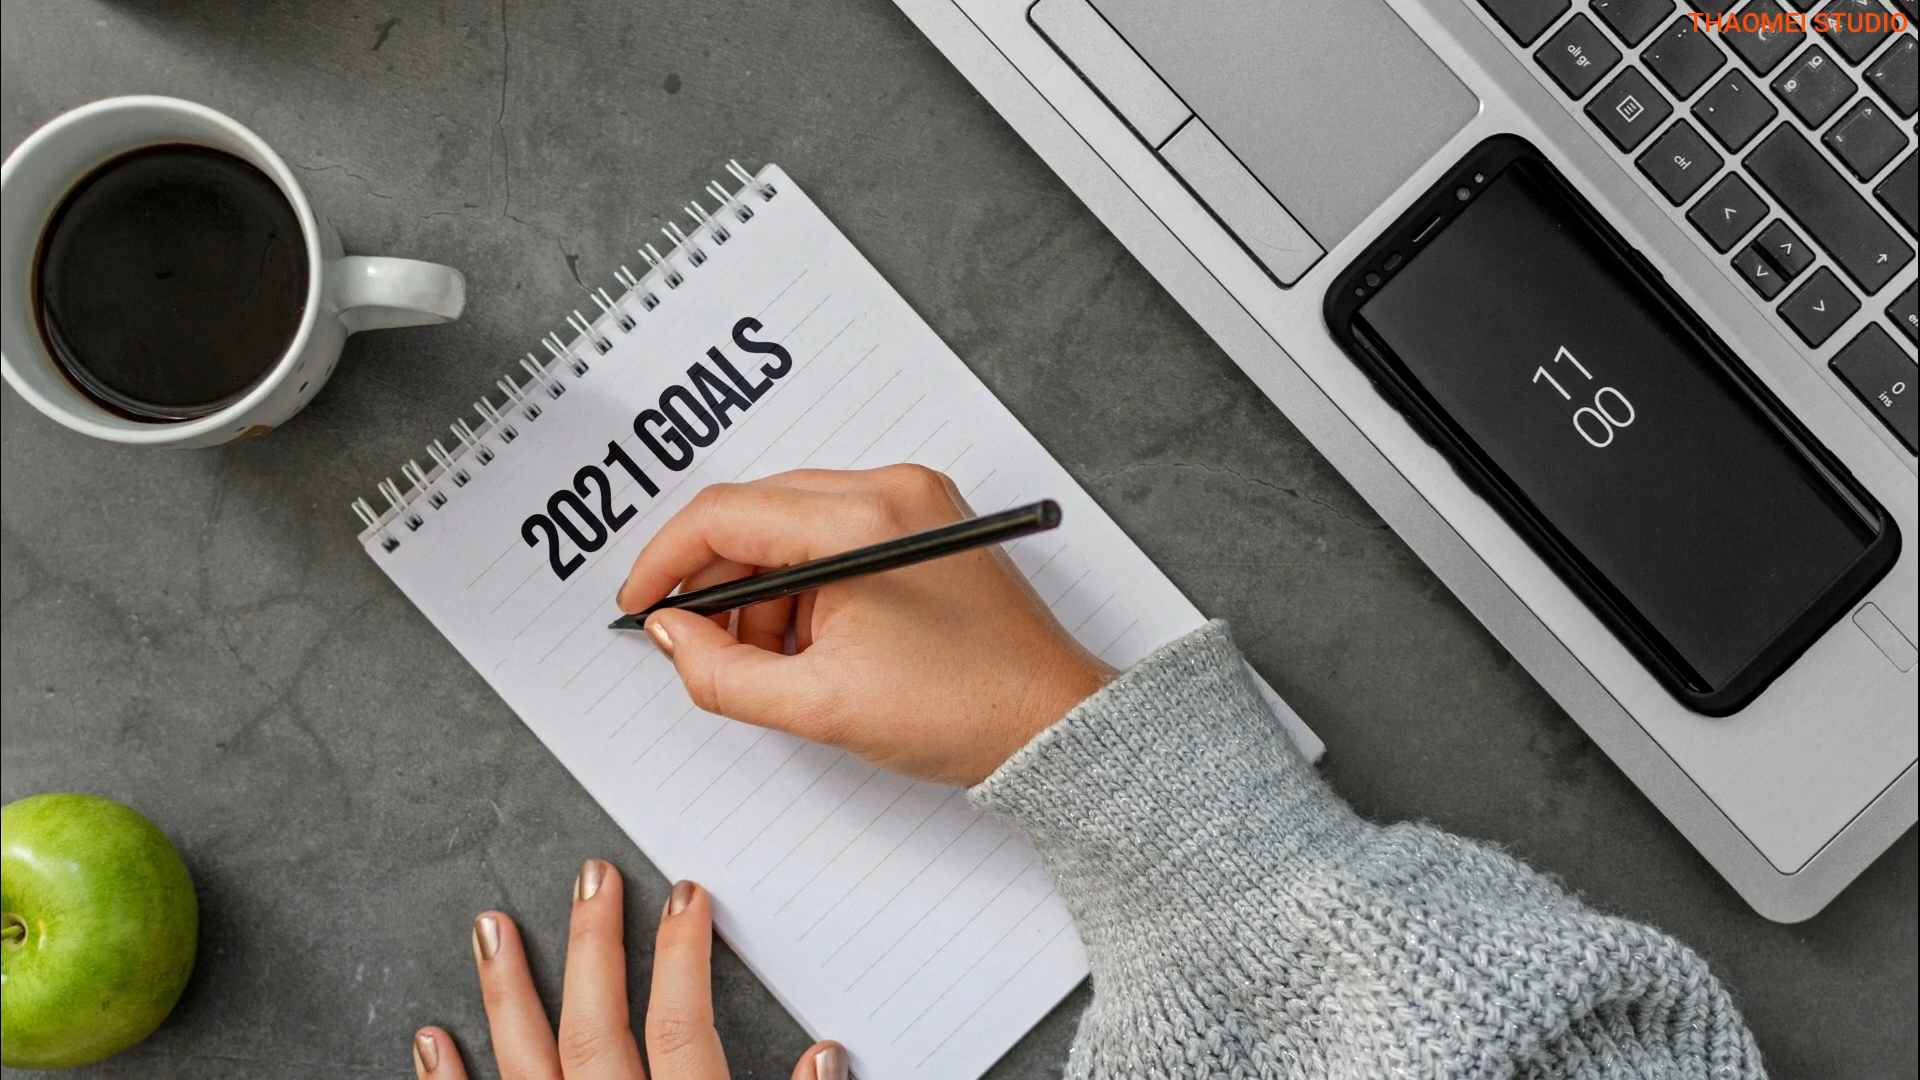 THAOMEI STUDIO
2021 GOALS
11
00
alt gr
ctrl
0
ins